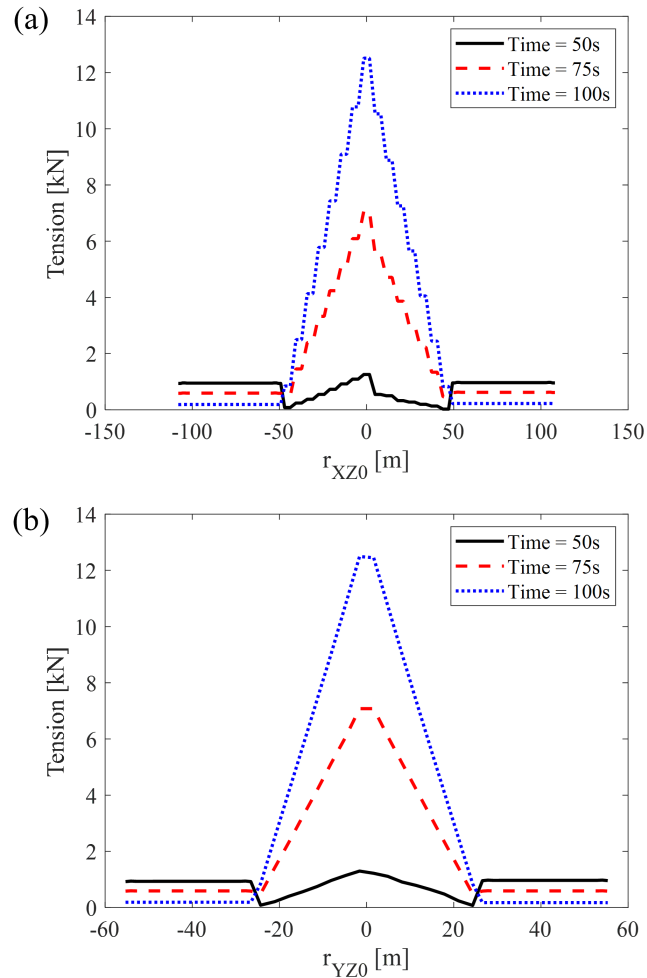 (a)
14
12
10
8
6
4
2
0
Tension [kN]
Time = 50s
Time = 75s
Time = 100s
-150 -100 -50 0 50 100 150
r_XZ0 [m]
(b)
14
12
10
8
6
4
2
0
Tension [kN]
Time = 50s
Time = 75s
Time = 100s
-60 -40 -20 0 20 40 60
r_YZ0 [m]